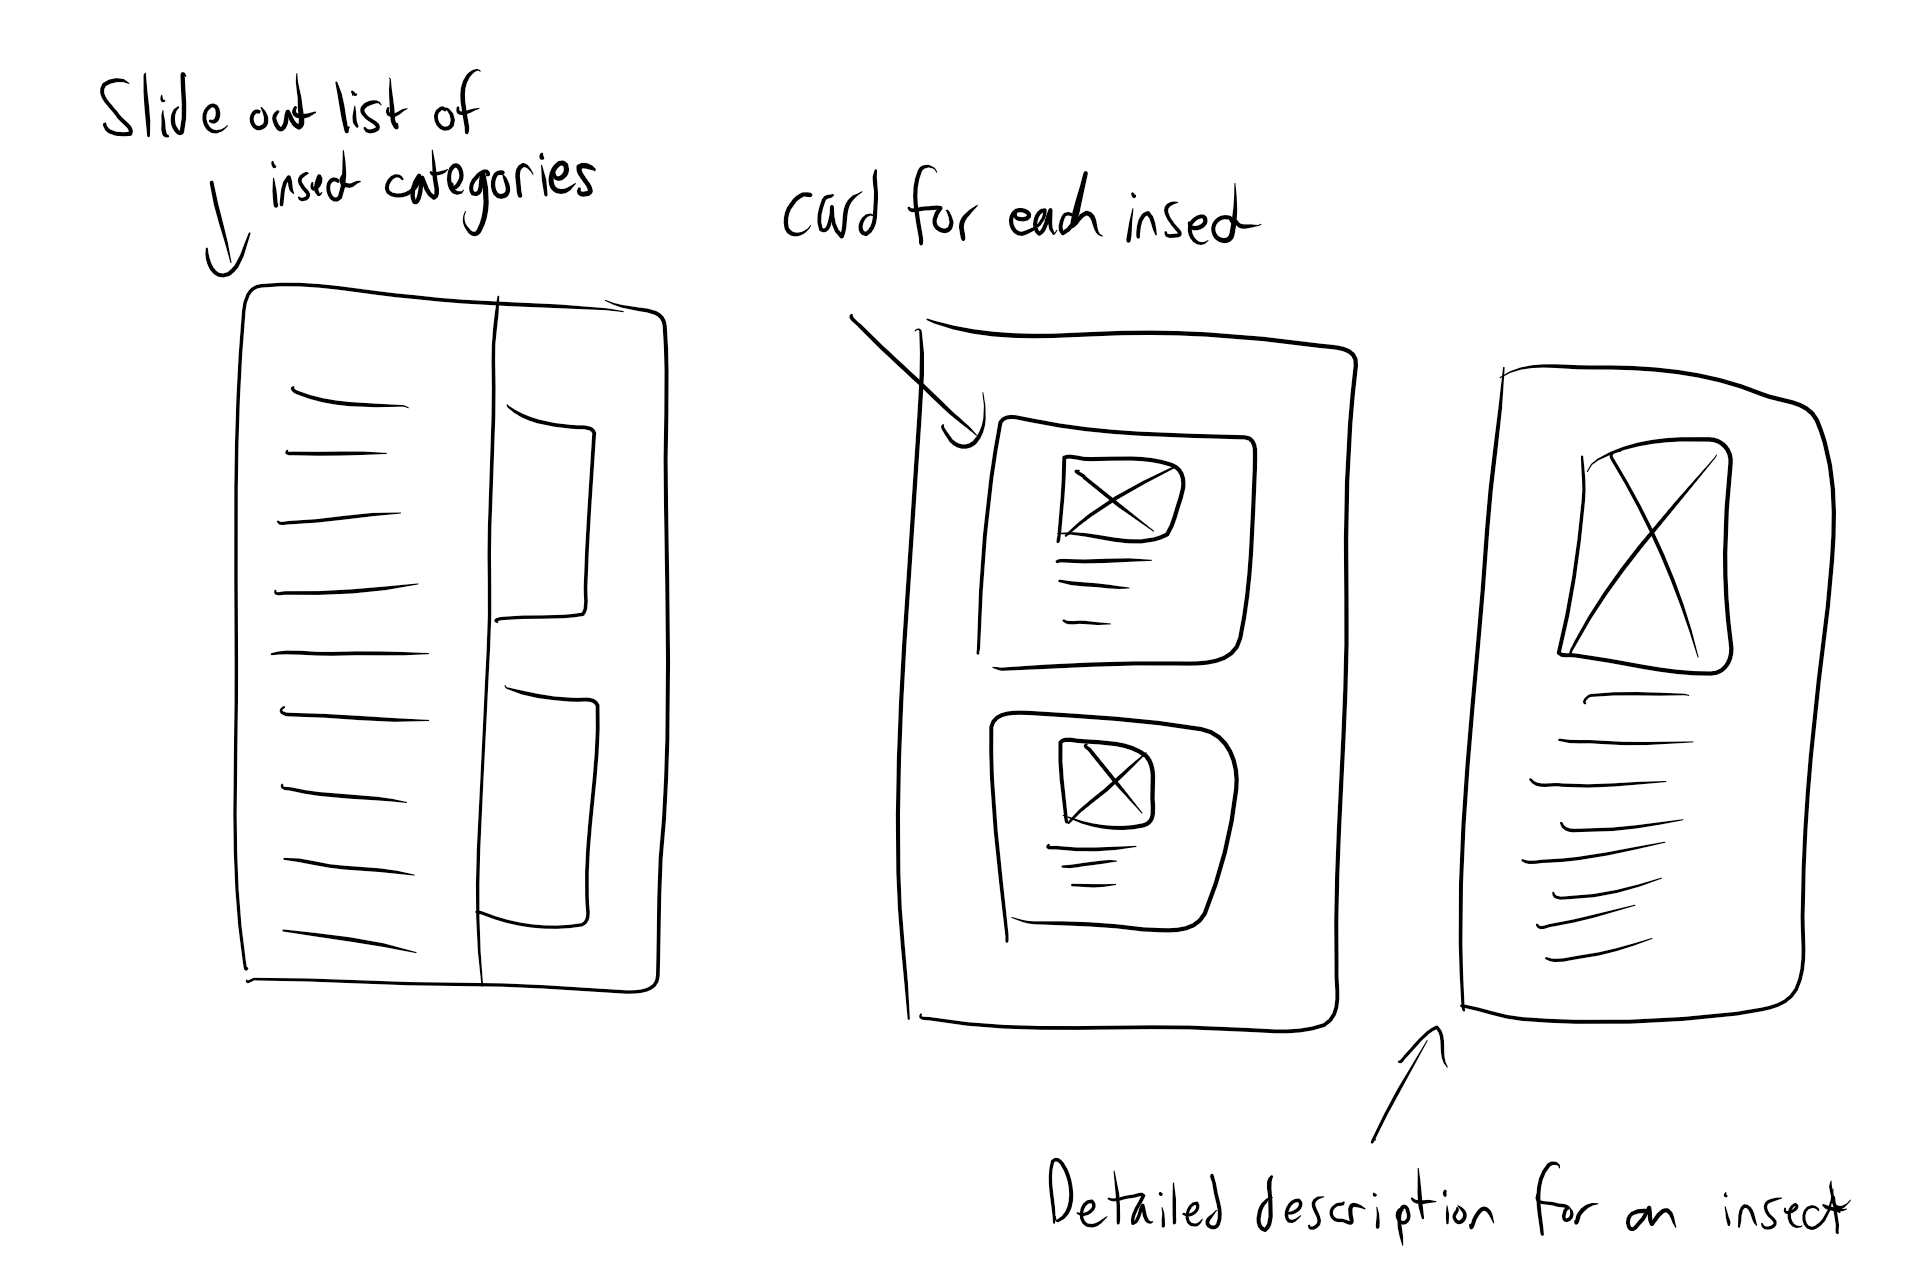 Slide out list of
insect categories
card for each insect
Detailed description for an insect